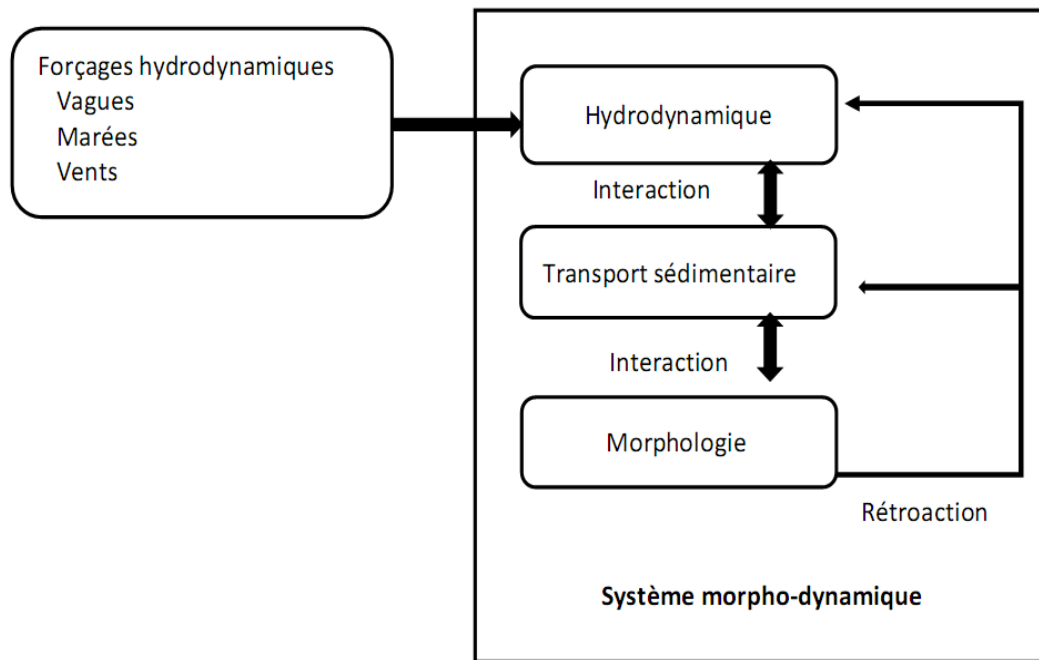 Forçages hydrodynamiques
Vagues
Marées
Vents
Hydrodynamique
Interaction
Transport sédimentaire
Interaction
Morphologie
Rétroaction
Système morpho-dynamique